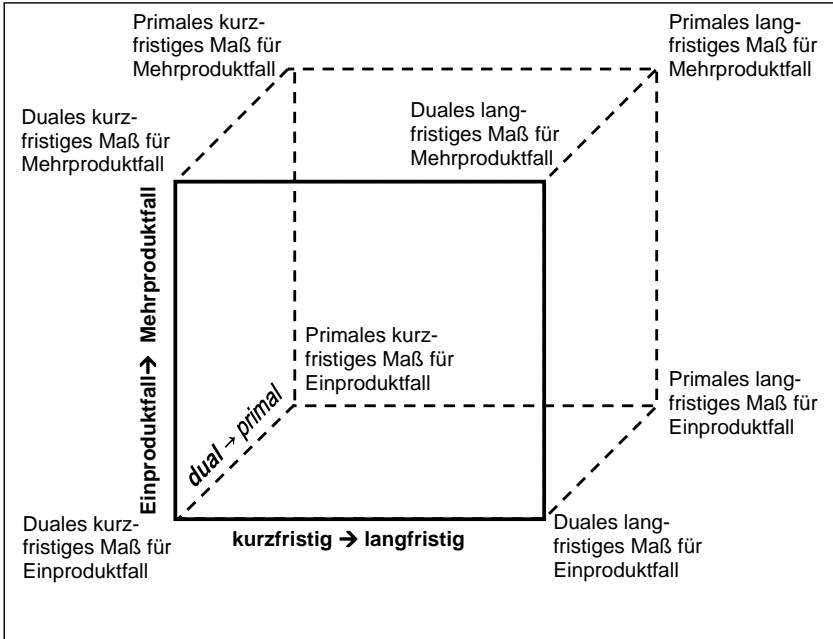 Primales kurz-
fristiges Maß für
Mehrproduktfall
Primales lang-
fristiges Maß für
Mehrproduktfall
Duales kurz-
fristiges Maß für
Mehrproduktfall
Duales lang-
fristiges Maß für
Mehrproduktfall
Einproduktfall→ Mehrproduktfall
Primales kurz-
fristiges Maß für
Einproduktfall
Primales lang-
fristiges Maß für
Einproduktfall
dual → primal
Duales kurz-
fristiges Maß für
Einproduktfall
kurzfristig → langfristig
Duales lang-
fristiges Maß für
Einproduktfall